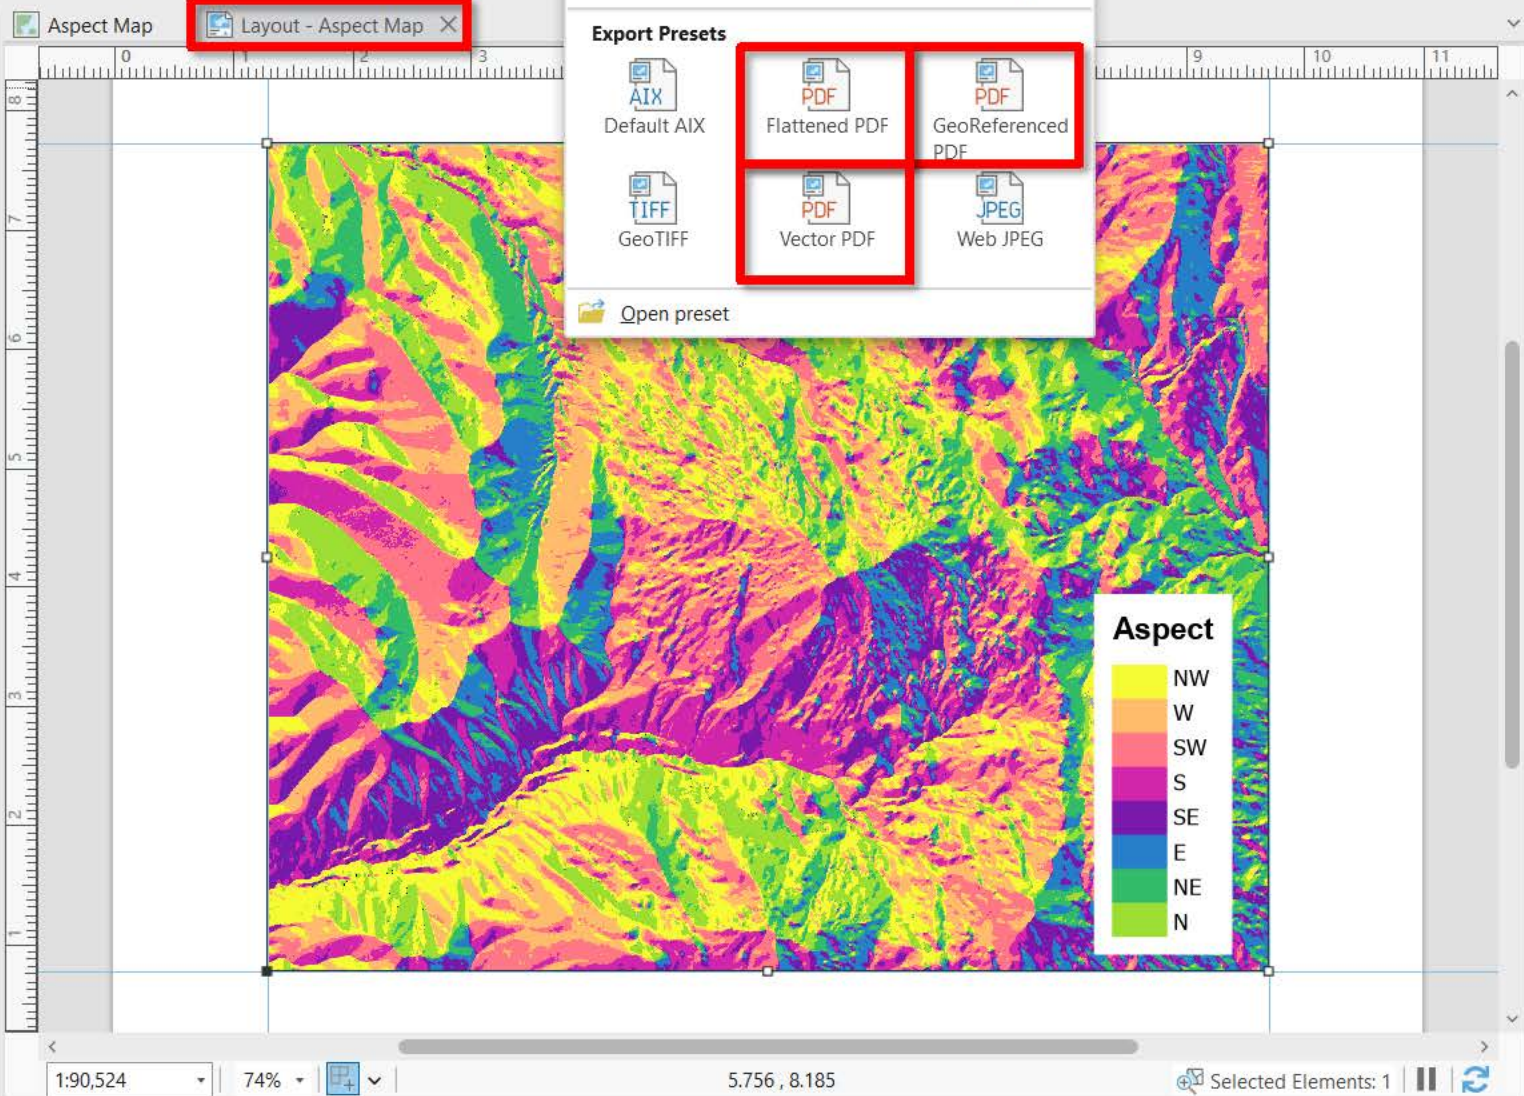 Aspect Map
Layout - Aspect Map
Export Presets
0 1 2 3 9 10 11
8
7
6
5
4
3
2
1
AIX
Default AIX
PDF
Flattened PDF
PDF
GeoReferenced
PDF
TIFF
GeoTIFF
PDF
Vector PDF
JPEG
Web JPEG
Open preset
Aspect
NW
W
SW
S
SE
E
NE
N
1:90,524
74%
5.756 , 8.185
Selected Elements: 1